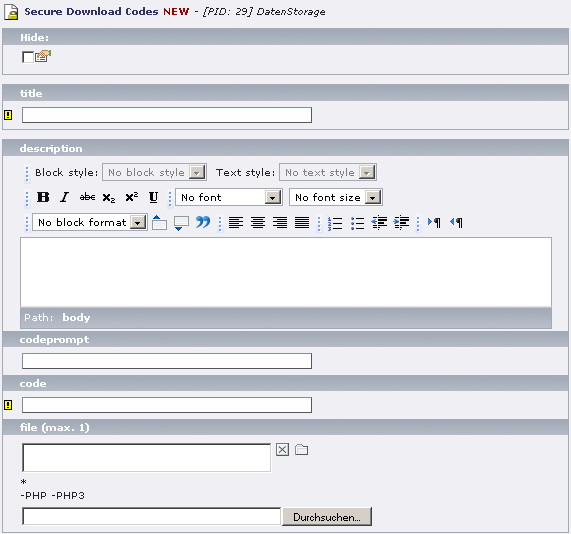 Secure Download Codes NEW - [PID: 29] DatenStorage
Hide:
title
description
Block style: No block style Text style: No text style
B I abc x₂ x² U No font No font size
No block format
Path: body
codeprompt
code
file (max. 1)
*
-PHP -PHP3
Durchsuchen...